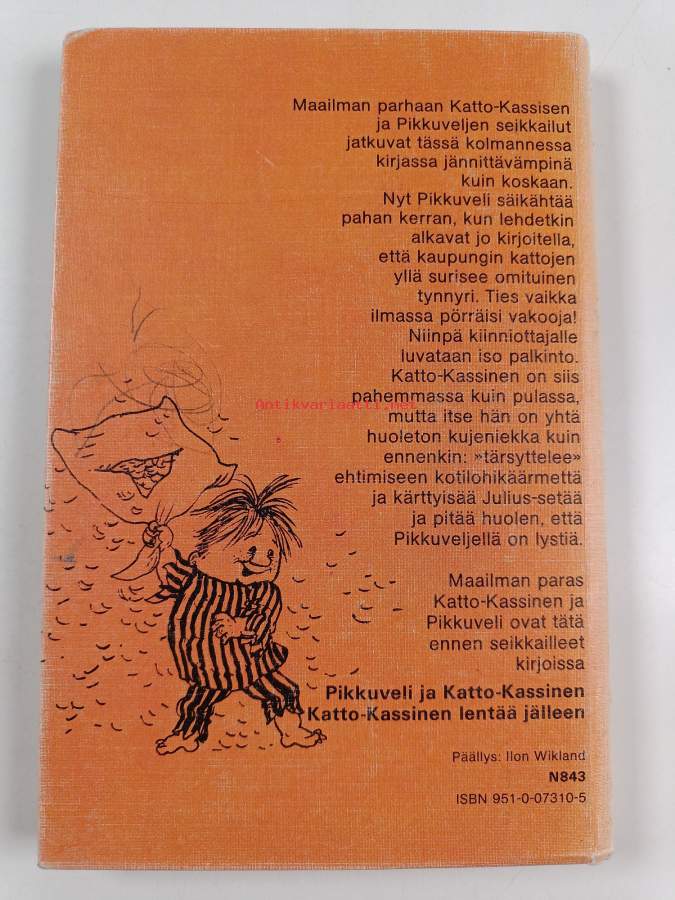 Maailman parhaan Katto-Kassisen
ja Pikkuveljen seikkailut
jatkuvat tässä kolmannessa
kirjassa jännittävämpinä
kuin koskaan.
Nyt Pikkuveli säikähtää
pahan kerran, kun lehdetkin
alkavat jo kirjoitella,
että kaupungin kattojen
yllä surisee omituinen
tynnyri. Ties vaikka
ilmassa pörräisi vakooja!
Niinpä kiinniottajalle
luvataan iso palkinto.
Katto-Kassinen on siis
Antikvariaatti.net
pahemmassa kuin pulassa,
mutta itse hän on yhtä
huoleton kujeniekka kuin
ennenkin: »tärsyttelee»
ehtimiseen kotilohikäärmettä
ja kärttyisää Julius-setää
ja pitää huolen, että
Pikkuveljellä on lystiä.
Maailman paras
Katto-Kassinen ja
Pikkuveli ovat tätä
ennen seikkailleet
kirjoissa
Pikkuveli ja Katto-Kassinen
Katto-Kassinen lentää jälleen
Päällys: Ilon Wikland
N843
ISBN 951-0-07310-5